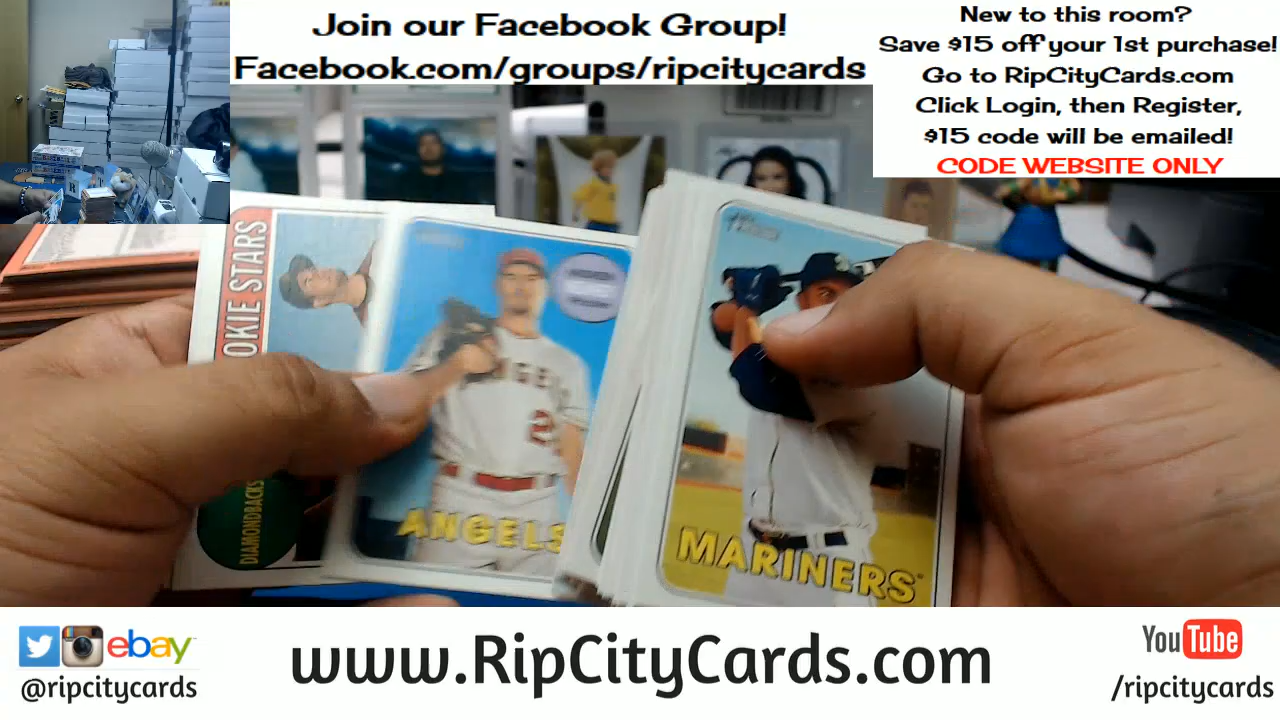 Join our Facebook Group!
Facebook.com/groups/ripcitycards
New to this room?
Save $15 off your 1st purchase!
Go to RipCityCards.com
Click Login, then Register,
$15 code will be emailed!
CODE WEBSITE ONLY
OKIE STARS
DIAMONDBACKS
ANGELS
2
ANGELS
MARINERS
ebay
@ripcitycards
www.RipCityCards.com
YouTube
/ripcitycards